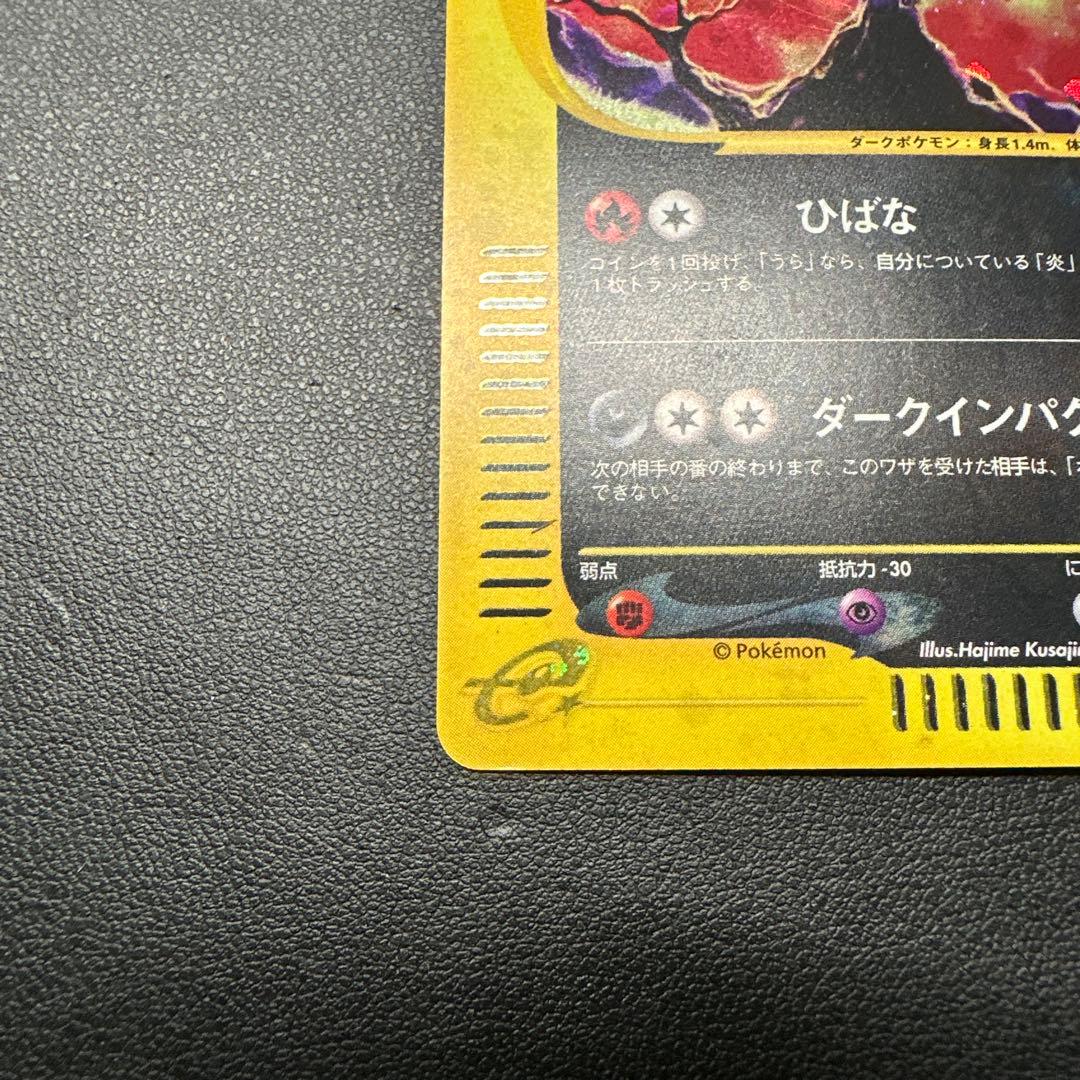 ダークポケモン：身長1.4m、体
ひばな
コインを1回投げ、「うら」なら、自分についている「炎」
1枚トラッシュする。
ダークインパク
次の相手の番の終わりまで、このワザを受けた相手は、「
できない。
弱点 抵抗力 -30 に
© Pokémon Illus.Hajime Kusaji